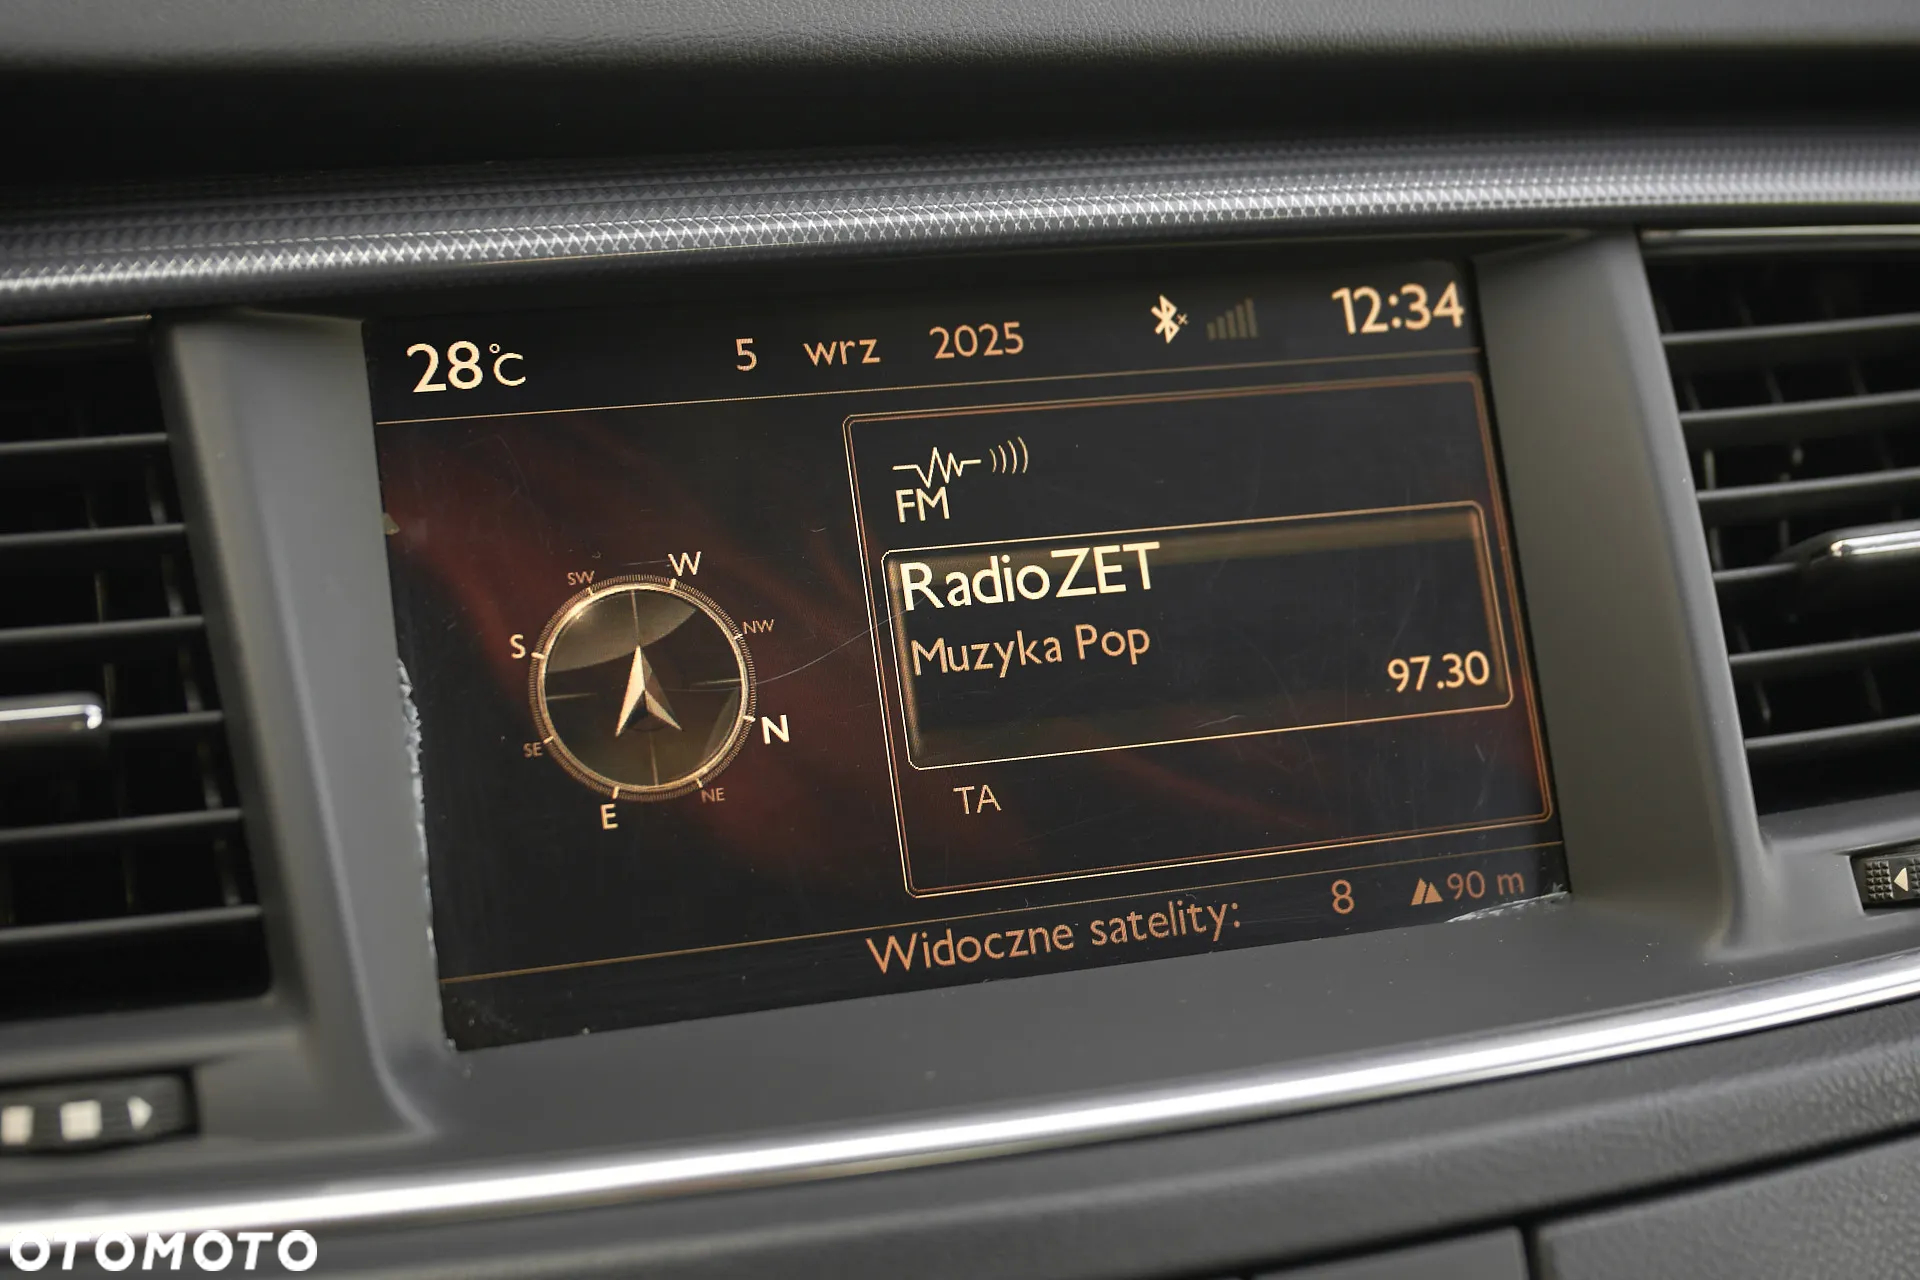 28°C
5 wrz 2025
12:34
FM
RadioZET
Muzyka Pop
97.30
TA
SW
W
NW
S
N
SE
E
NE
Widoczne satelity: 8
90 m
OTOMOTO